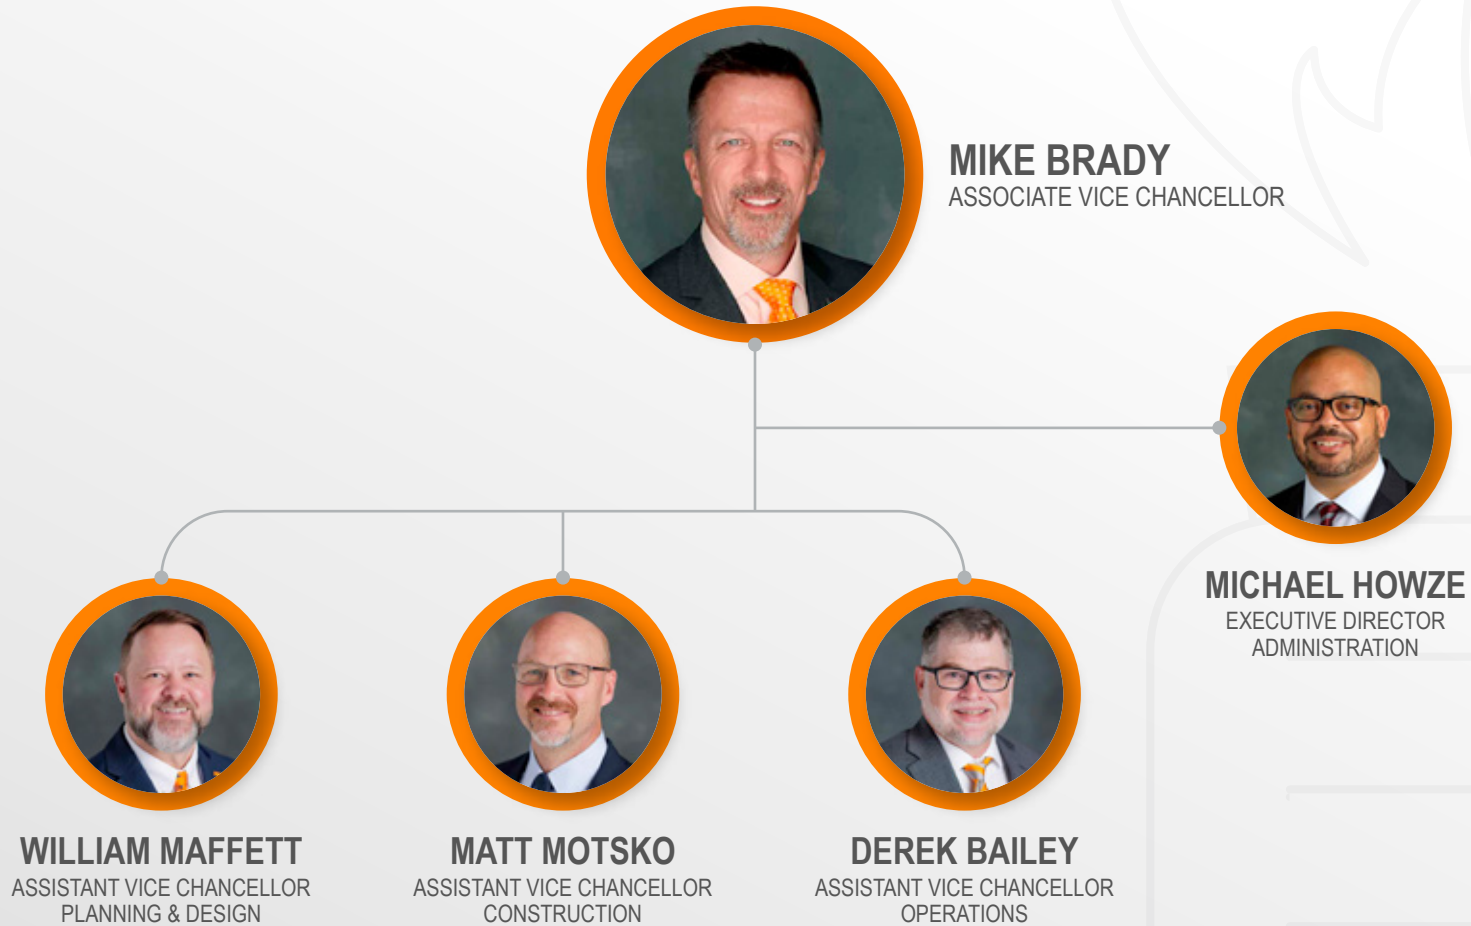 MIKE BRADY
ASSOCIATE VICE CHANCELLOR
MICHAEL HOWZE
EXECUTIVE DIRECTOR
ADMINISTRATION
WILLIAM MAFFETT
ASSISTANT VICE CHANCELLOR
PLANNING & DESIGN
MATT MOTSKO
ASSISTANT VICE CHANCELLOR
CONSTRUCTION
DEREK BAILEY
ASSISTANT VICE CHANCELLOR
OPERATIONS